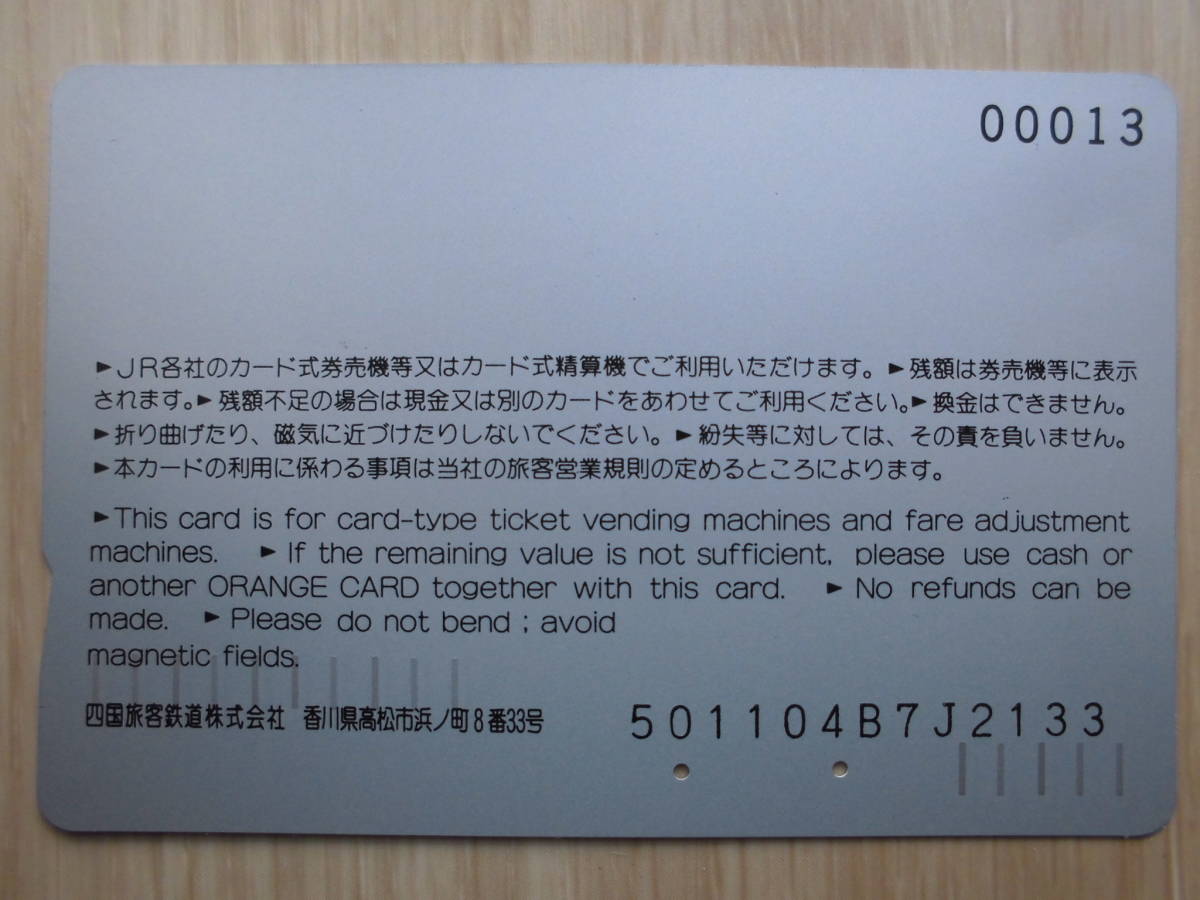 00013
►JR各社のカード式券売機等又はカード式精算機でご利用いただけます。►残額は券売機等に表示
されます。►残額不足の場合は現金又は別のカードをあわせてご利用ください。►換金はできません。
►折り曲げたり、磁気に近づけたりしないでください。►紛失等に対しては、その責を負いません。
►本カードの利用に係わる事項は当社の旅客営業規則の定めるところによります。
►This card is for card-type ticket vending machines and fare adjustment
machines. ►If the remaining value is not sufficient, please use cash or
another ORANGE CARD together with this card. ►No refunds can be
made. ►Please do not bend ; avoid
magnetic fields.
四国旅客鉄道株式会社 香川県高松市浜ノ町8番33号 501104B7J2133